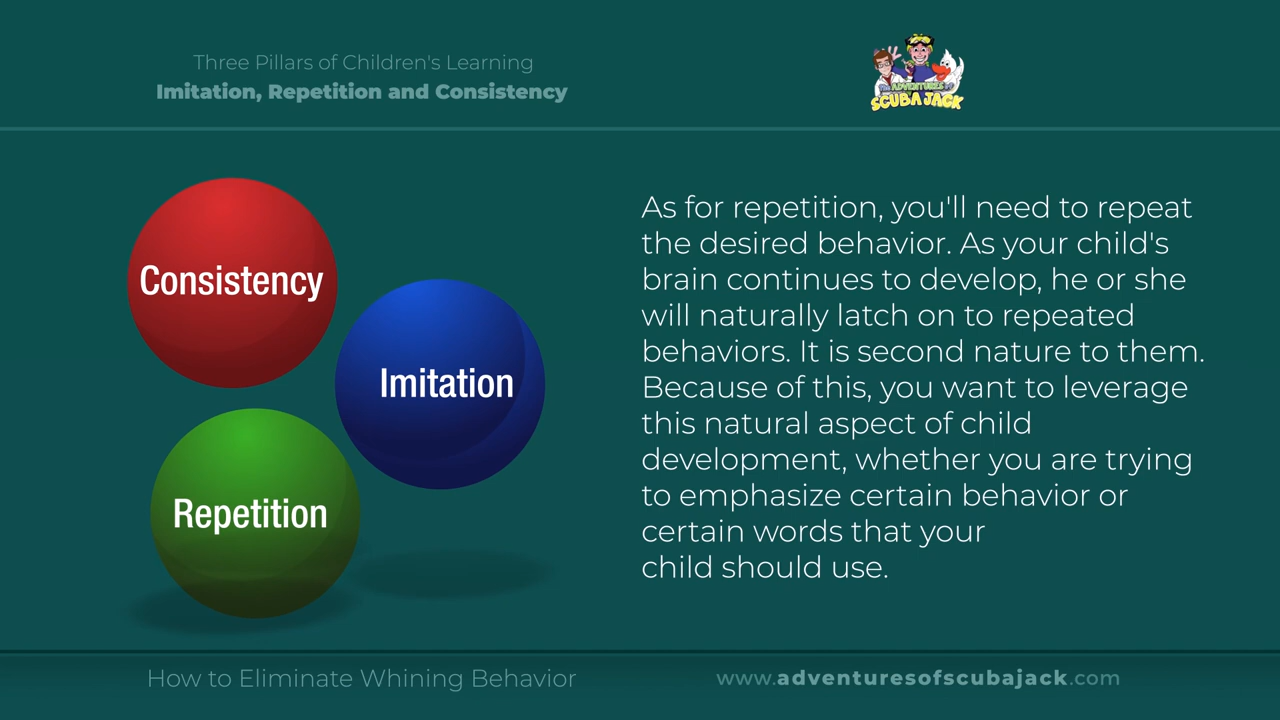 Three Pillars of Children's Learning
Imitation, Repetition and Consistency
THE ADVENTURES OF
SCUBA JACK
Consistency
Imitation
Repetition
As for repetition, you'll need to repeat
the desired behavior. As your child's
brain continues to develop, he or she
will naturally latch on to repeated
behaviors. It is second nature to them.
Because of this, you want to leverage
this natural aspect of child
development, whether you are trying
to emphasize certain behavior or
certain words that your
child should use.
How to Eliminate Whining Behavior
www.adventuresofscubajack.com